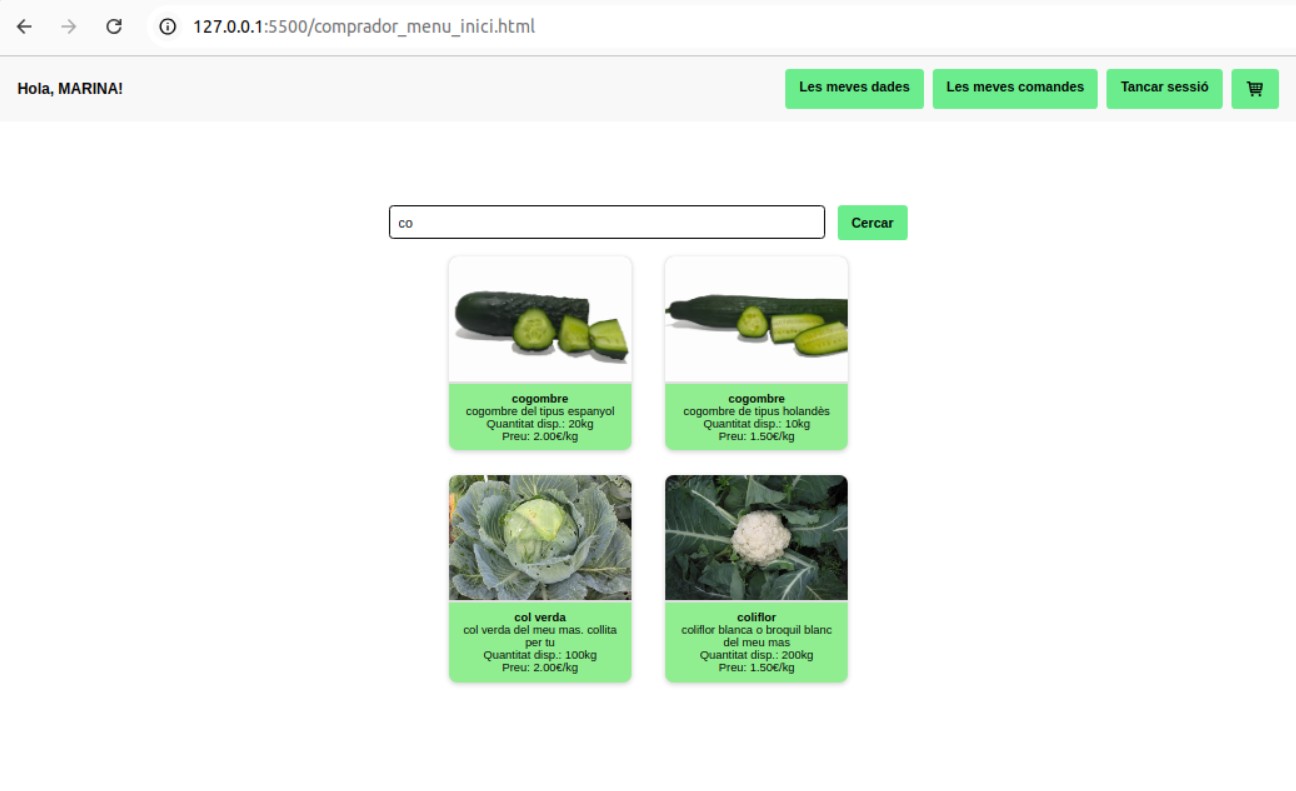 127.0.0.1:5500/comprador_menu_inici.html
Hola, MARINA!
Les meves dades
Les meves comandes
Tancar sessió
co
Cercar
cogombre
cogombre del tipus espanyol
Quantitat disp.: 20kg
Preu: 2.00€/kg
cogombre
cogombre de tipus holandès
Quantitat disp.: 10kg
Preu: 1.50€/kg
col verda
col verda del meu mas. collita
per tu
Quantitat disp.: 100kg
Preu: 2.00€/kg
coliflor
coliflor blanca o broquil blanc
del meu mas
Quantitat disp.: 200kg
Preu: 1.50€/kg